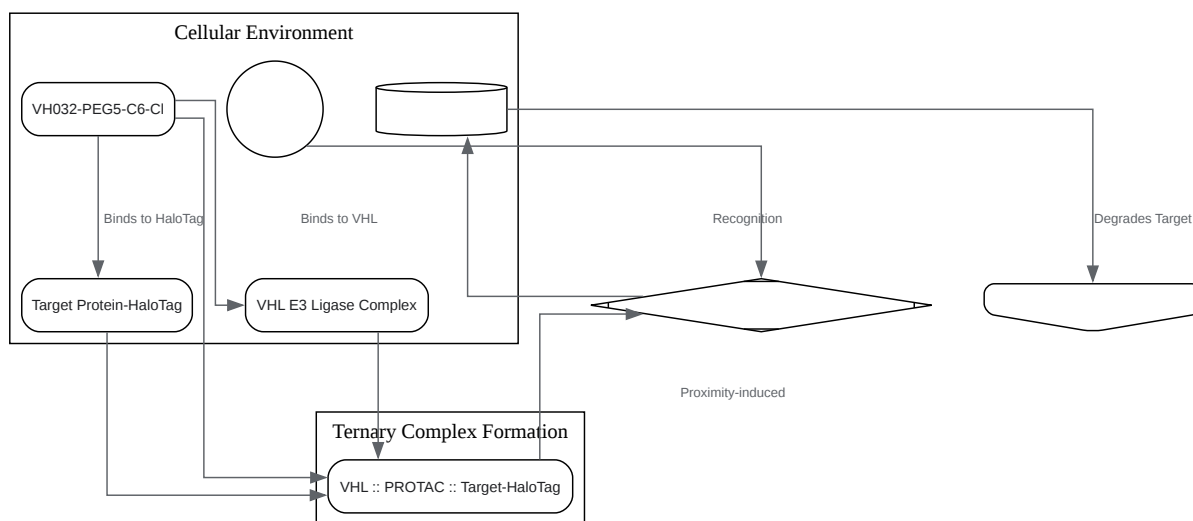 Cellular Environment
VH032-PEG5-C6-Cl
Binds to HaloTag
Binds to VHL
Recognition
Degrades Target
Target Protein-HaloTag
VHL E3 Ligase Complex
Proximity-induced
Ternary Complex Formation
VHL :: PROTAC :: Target-HaloTag